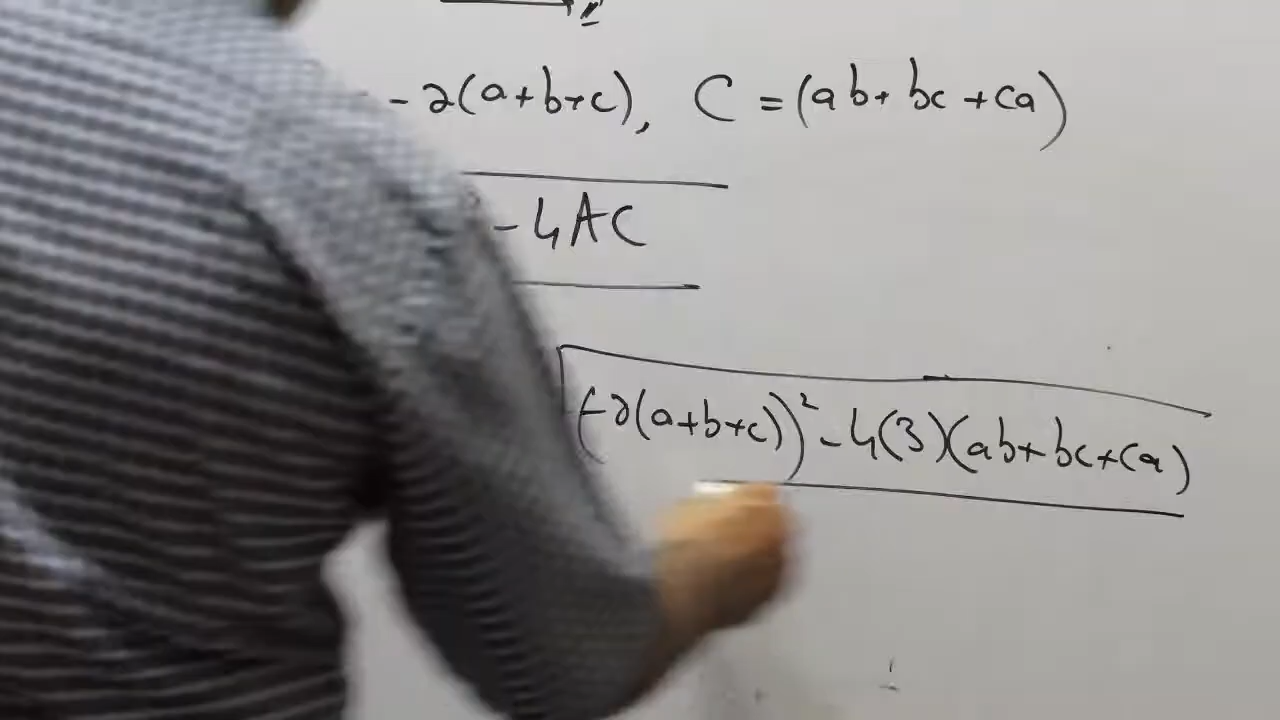 - 2(a+b+c), C = (ab+ bc +ca)
- 4AC
(-2(a+b+c))² - 4(3)(ab+bc+ca)